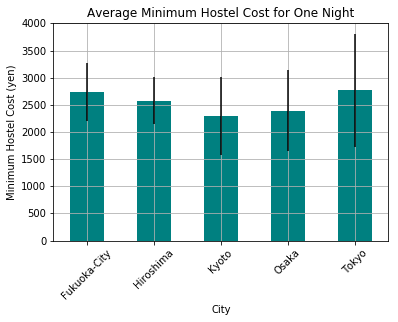 Average Minimum Hostel Cost for One Night
Minimum Hostel Cost (yen)
4000
3500
3000
2500
2000
1500
1000
500
0
Fukuoka-City
Hiroshima
Kyoto
Osaka
Tokyo
City